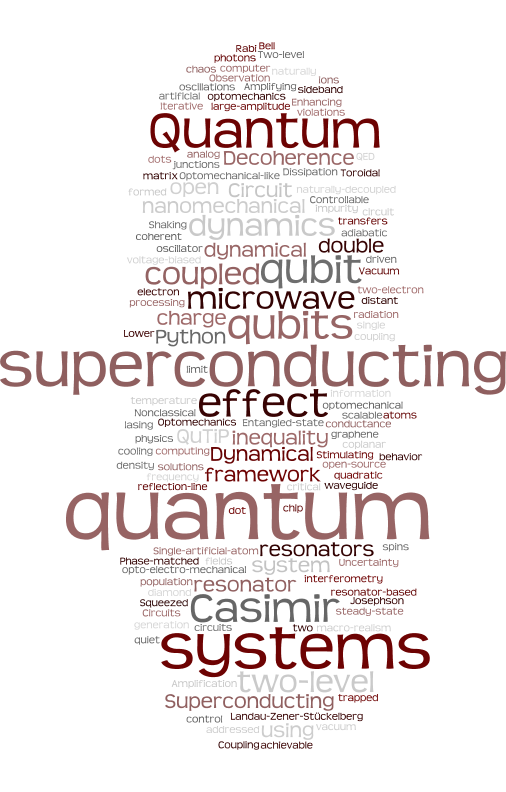 Rabi Bell
photons Two-level
chaos computer naturally
Observation ions
oscillations Amplifying sideband
artificial optomechanics
Iterative large-amplitude Enhancing
violations
Quantum
dots analog Decoherence QED
junctions
matrix Optomechanical-like Dissipation Toroidal
formed open Circuit naturally-decoupled
nanomechanical Controllable
impurity circuit
Shaking dynamics transfers
coherent adiabatic
oscillator dynamical double
voltage-biased driven
coupled qubit Vacuum
electron microwave two-electron
processing distant
charge qubits radiation
single
Lower Python coupling
superconducting
limit
temperature effect information
Nonclassical optomechanical
scalable atoms
lasing Optomechanics Entangled-state conductance
physics QuTiP inequality graphene
coplanar
cooling computing Dynamical Stimulating behavior
density solutions open-source
frequency framework quadratic
reflection-line critical waveguide
quantum
dot chip
Single-artificial-atom resonators spins
Phase-matched fields system Uncertainty
opto-electro-mechanical
population resonator interferometry
diamond resonator-based
Squeezed Casimir Josephson
Circuits steady-state
generation circuits two macro-realism
quiet systems
Amplification two-level
Superconducting trapped
control Landau-Zener-Stückelberg
addressed using vacuum
Coupling achievable